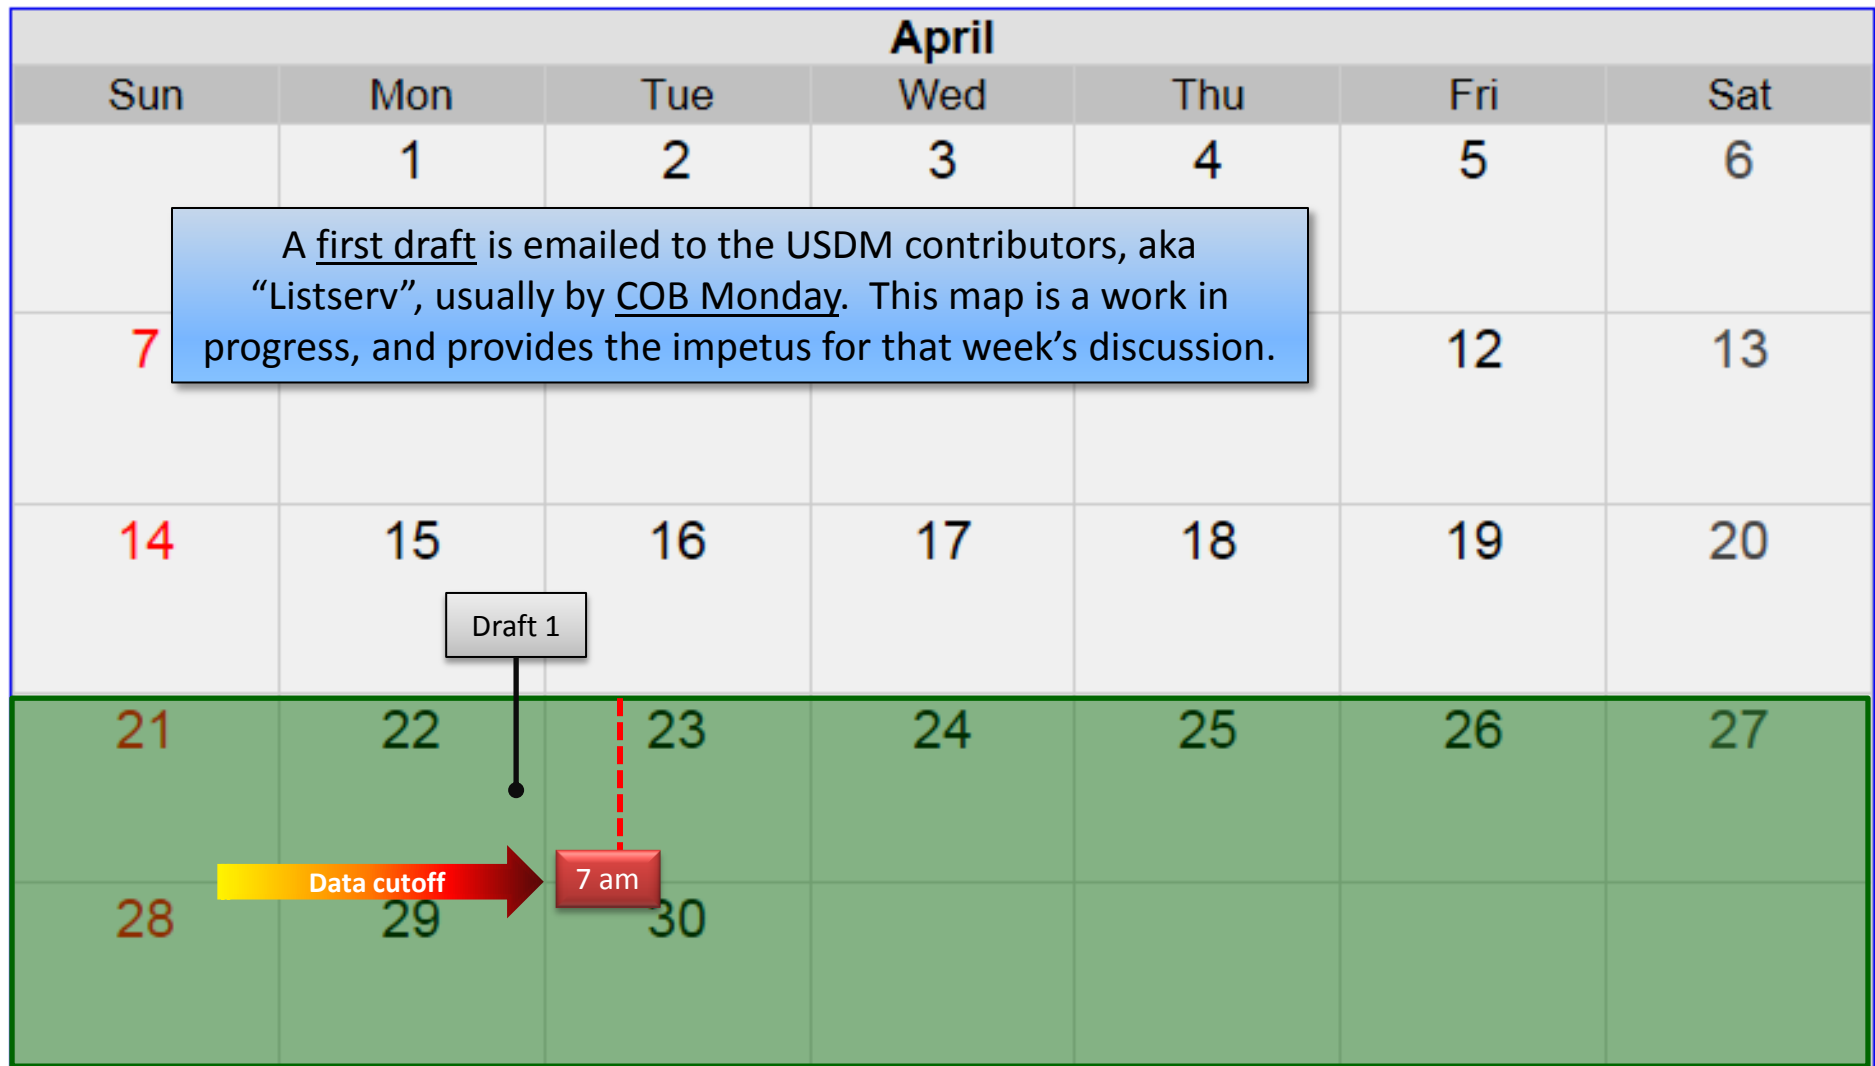 April
Sun Mon Tue Wed Thu Fri Sat
1 2 3 4 5 6
A first draft is emailed to the USDM contributors, aka
“Listserv”, usually by COB Monday.  This map is a work in
progress, and provides the impetus for that week’s discussion.
7 12 13
14 15 16 17 18 19 20
Draft 1
21 22 23 24 25 26 27
Data cutoff 7 am
28 29 30